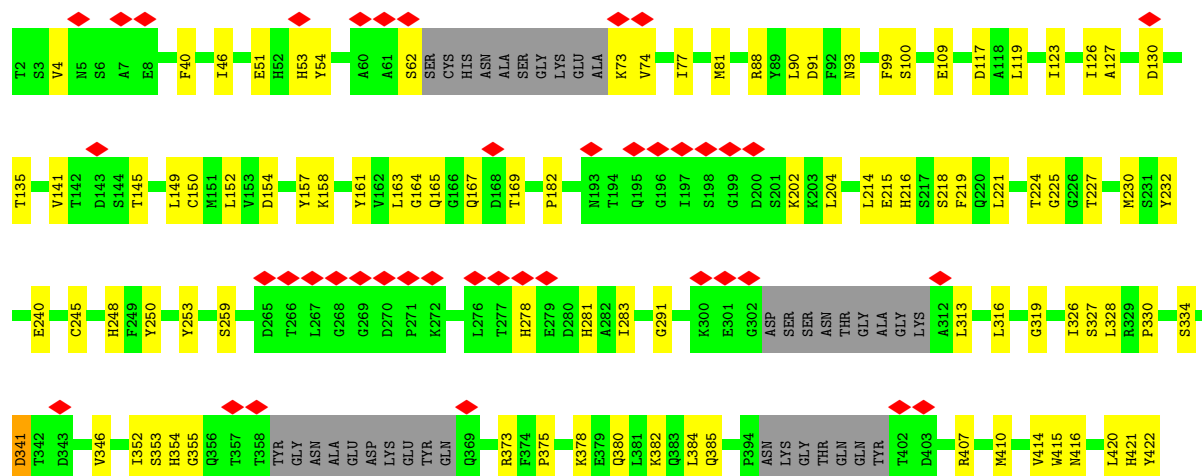 T2 S3 V4 N5 S6 A7 E8 F40 I46 E51 H52 H53 Y54 A60 A61 S62 SER CYS HIS ASN ALA SER GLY LYS GLU ALA K73 V74 I77 M81 R88 Y89 L90 D91 F92 N93 F99 S100 E109 D117 A118 L119 I123 I126 A127 D130
T135 V141 T142 D143 S144 T145 L149 C150 M151 L152 V153 D154 Y157 K158 Y161 V162 L163 G164 Q165 G166 Q167 D168 T169 P182 N193 T194 Q195 G196 I197 S198 G199 D200 S201 K202 K203 L204 L214 E215 H216 S217 S218 F219 Q220 L221 T224 G225 G226 T227 M230 S231 Y232
E240 C245 H248 F249 Y250 Y253 S259 D265 T266 L267 G268 G269 D270 P271 K272 L276 T277 H278 E279 D280 H281 A282 I283 G291 K300 E301 G302 ASP SER SER ASN THR GLY ALA GLY LYS A312 L313 L316 G319 I326 S327 L328 R329 P330 S334
D341 T342 D343 V346 I352 S353 H354 G355 Q356 T357 T358 TYR GLY ASN ALA GLU ASP LYS GLU TYR GLN Q369 R373 F374 P375 K378 E379 Q380 L381 K382 Q383 L384 Q385 P394 ASN LYS GLY THR GLN GLN TYR T402 D403 R407 M410 V414 W415 N416 L420 H421 Y422